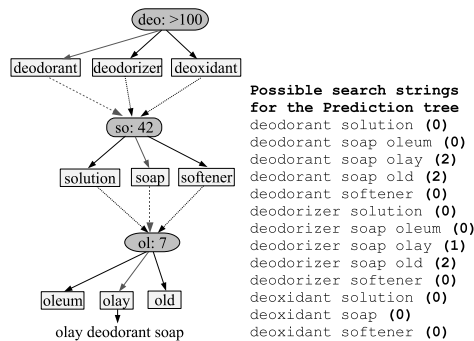 deo: >100
deodorant deodorizer deoxidant
so: 42
solution soap softener
ol: 7
oleum olay old
olay deodorant soap
Possible search strings
for the Prediction tree
deodorant solution (0)
deodorant soap oleum (0)
deodorant soap olay (2)
deodorant soap old (2)
deodorant softener (0)
deodorizer solution (0)
deodorizer soap oleum (0)
deodorizer soap olay (1)
deodorizer soap old (2)
deodorizer softener (0)
deoxidant solution (0)
deoxidant soap (0)
deoxidant softener (0)